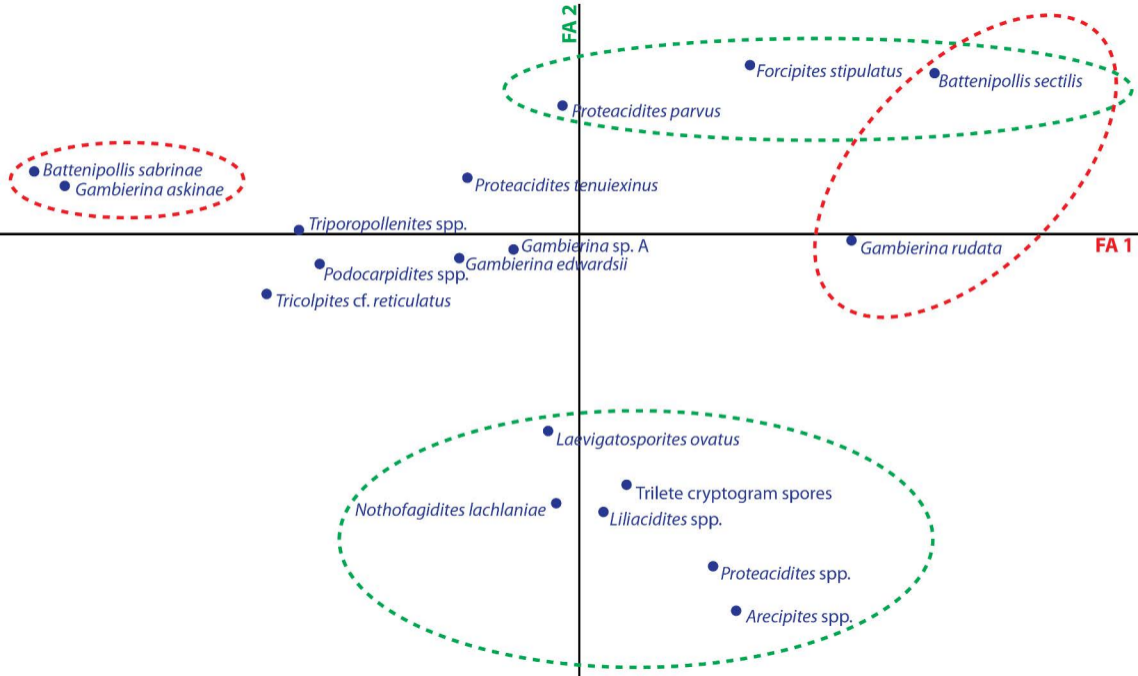 FA 2
Forcipites stipulatus
Battenipollis sectilis
Proteacidites parvus
Battenipollis sabrinae
Gambierina askinae
Proteacidites tenuiexinus
Triporopollenites spp.
FA 1
Gambierina sp. A
Gambierina rudata
Gambierina edwardsii
Podocarpidites spp.
Tricolpites cf. reticulatus
Laevigatosporites ovatus
Trilete cryptogram spores
Nothofagidites lachlaniae
Liliacidites spp.
Proteacidites spp.
Arecipites spp.